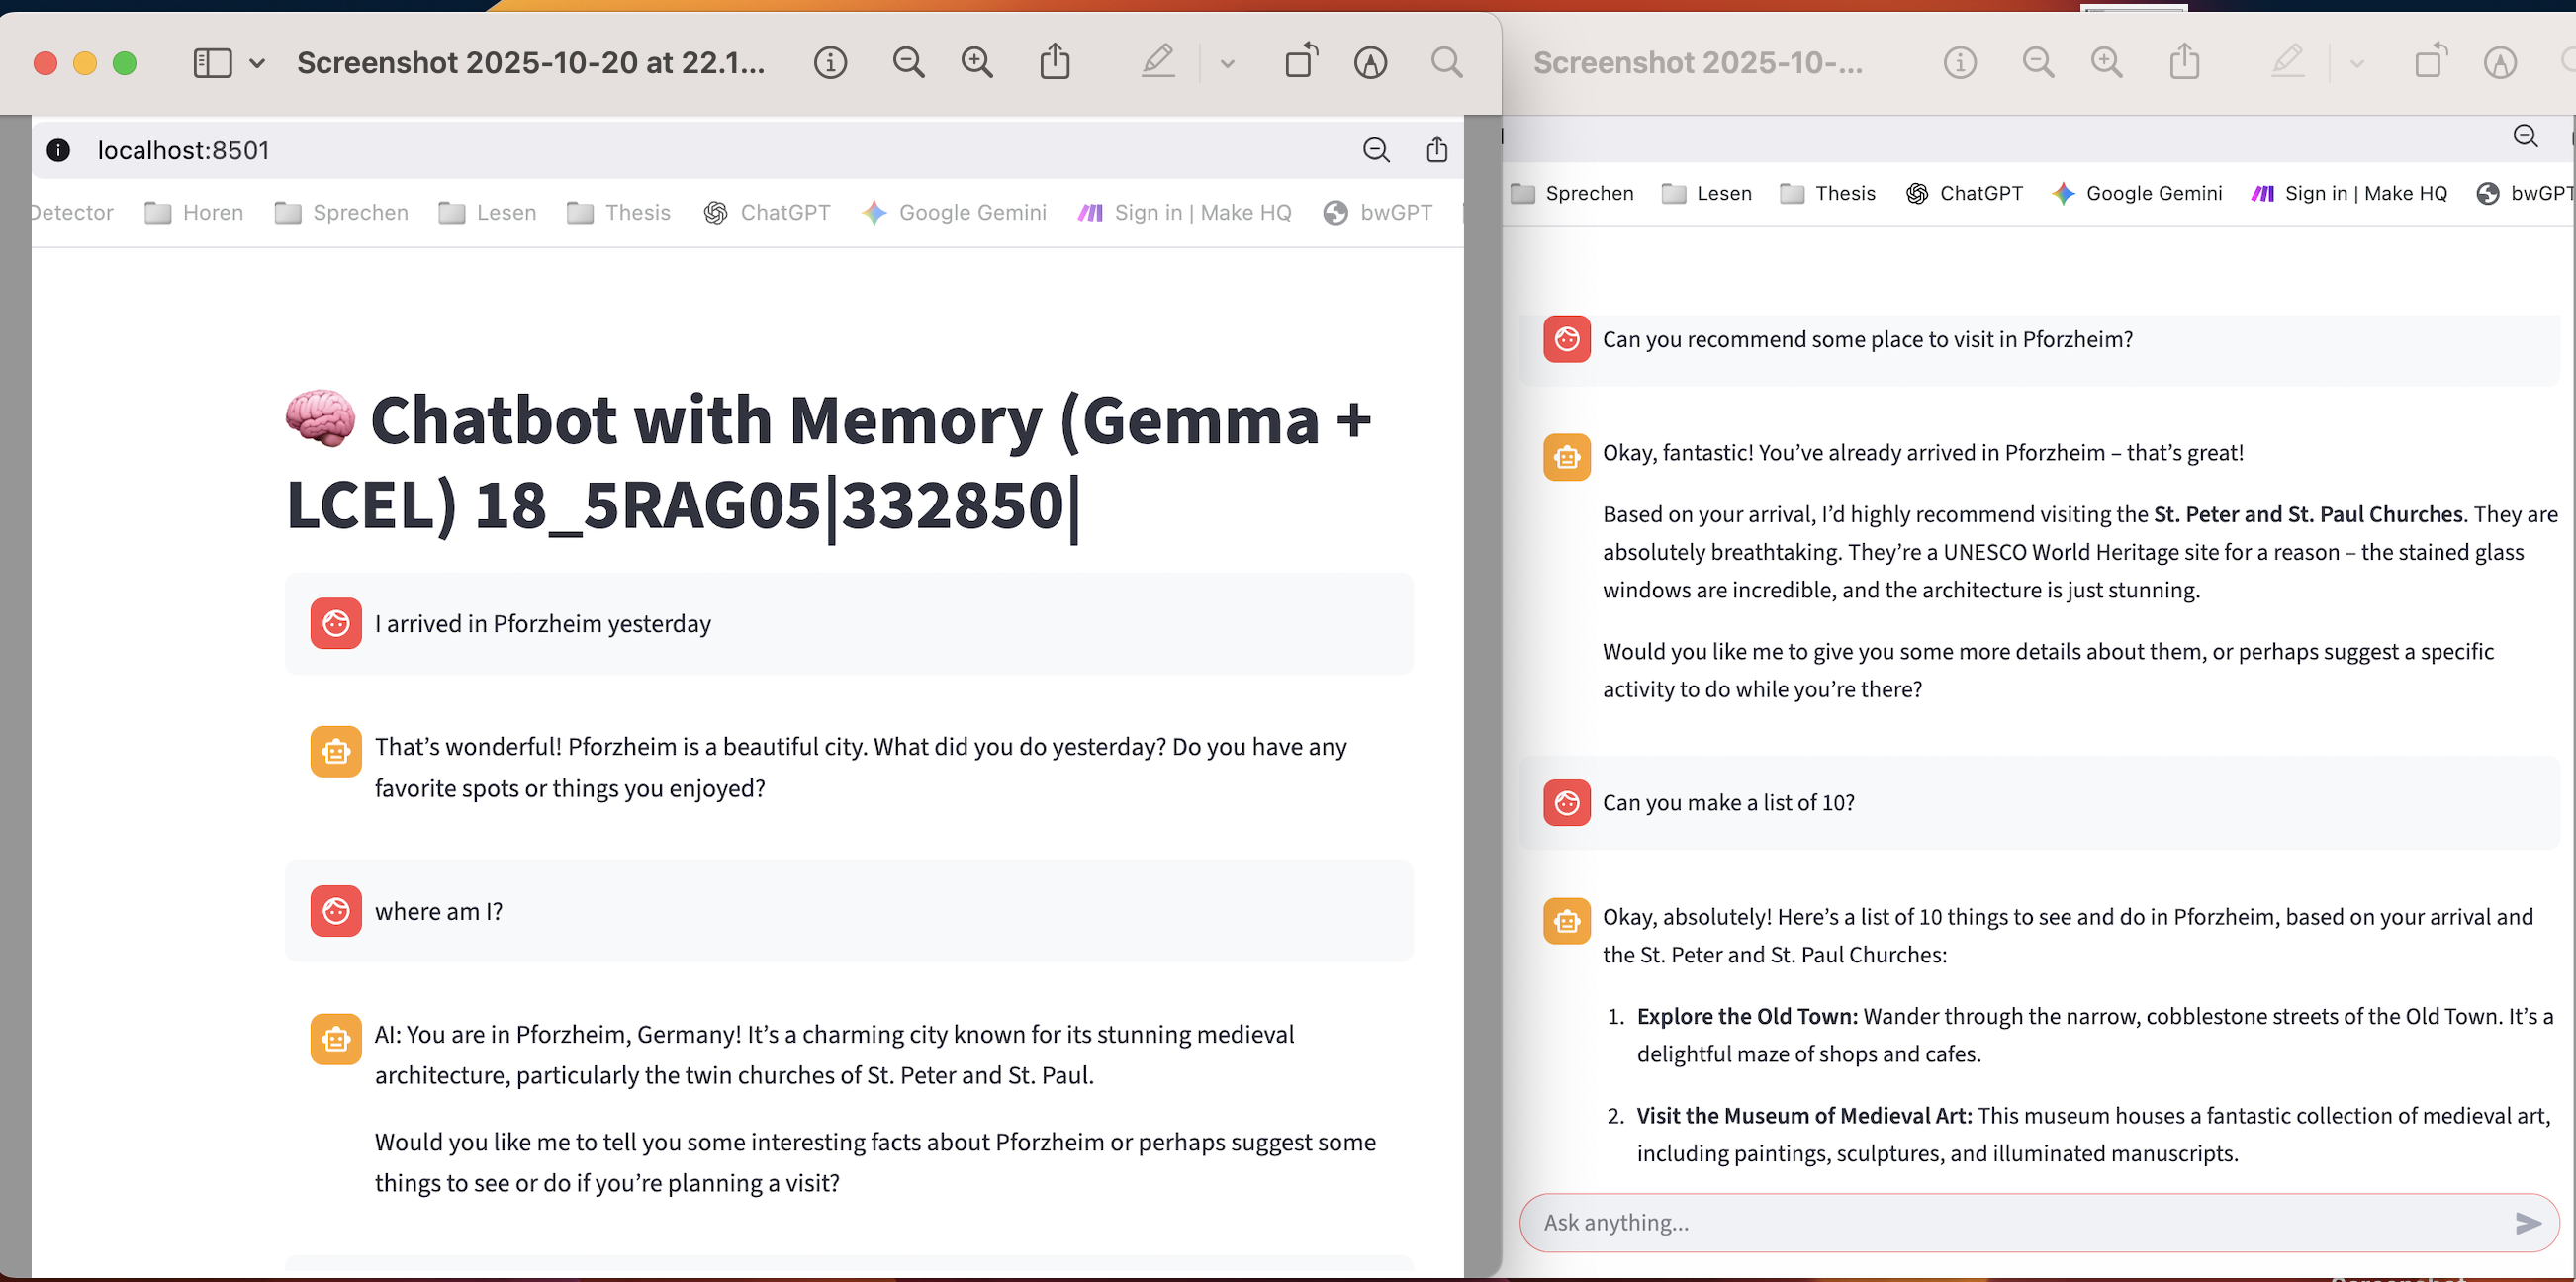 Screenshot 2025-10-20 at 22.1...
localhost:8501
Detector Horen Sprechen Lesen Thesis ChatGPT Google Gemini Sign in | Make HQ bwGPT
🧠 Chatbot with Memory (Gemma +
LCEL) 18_5RAG05|332850|
I arrived in Pforzheim yesterday
That's wonderful! Pforzheim is a beautiful city. What did you do yesterday? Do you have any
favorite spots or things you enjoyed?
where am I?
AI: You are in Pforzheim, Germany! It's a charming city known for its stunning medieval
architecture, particularly the twin churches of St. Peter and St. Paul.
Would you like me to tell you some interesting facts about Pforzheim or perhaps suggest some
things to see or do if you're planning a visit?
Screenshot 2025-10-...
Sprechen Lesen Thesis ChatGPT Google Gemini Sign in | Make HQ bwGPT
Can you recommend some place to visit in Pforzheim?
Okay, fantastic! You've already arrived in Pforzheim – that's great!
Based on your arrival, I'd highly recommend visiting the St. Peter and St. Paul Churches. They are
absolutely breathtaking. They're a UNESCO World Heritage site for a reason – the stained glass
windows are incredible, and the architecture is just stunning.
Would you like me to give you some more details about them, or perhaps suggest a specific
activity to do while you're there?
Can you make a list of 10?
Okay, absolutely! Here's a list of 10 things to see and do in Pforzheim, based on your arrival and
the St. Peter and St. Paul Churches:
1. Explore the Old Town: Wander through the narrow, cobblestone streets of the Old Town. It's a
delightful maze of shops and cafes.
2. Visit the Museum of Medieval Art: This museum houses a fantastic collection of medieval art,
including paintings, sculptures, and illuminated manuscripts.
Ask anything...